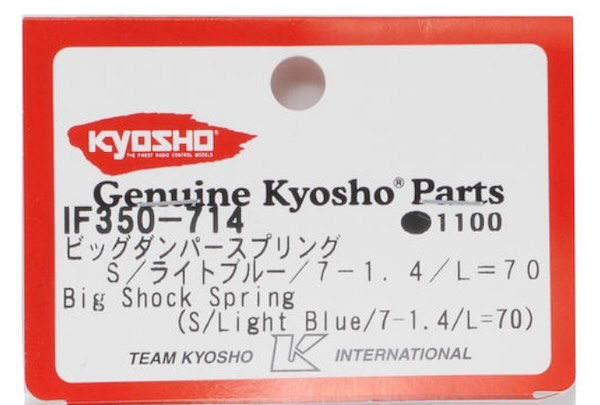 KYOSHO®
THE FINEST RADIO CONTROL MODELS
Genuine Kyosho® Parts
IF350-714 ●1100
ビッグダンパースプリング
S/ライトブルー/7-1.4/L=70
Big Shock Spring
(S/Light Blue/7-1.4/L=70)
TEAM KYOSHO K INTERNATIONAL